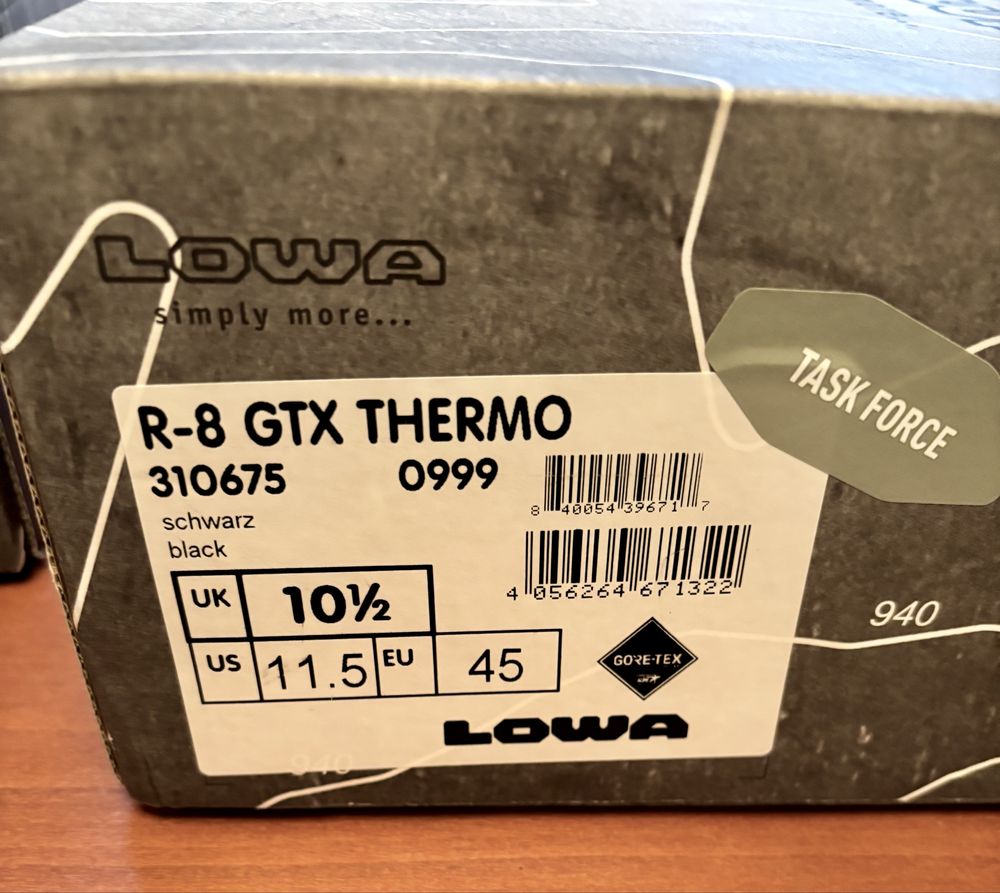 LOWA
simply more...
TASK FORCE
R-8 GTX THERMO
310675 0999
schwarz
black
8 40054 39671 7
4 056264 671322
UK 10½
US 11.5 EU 45
GORE-TEX
LOWA
940
940